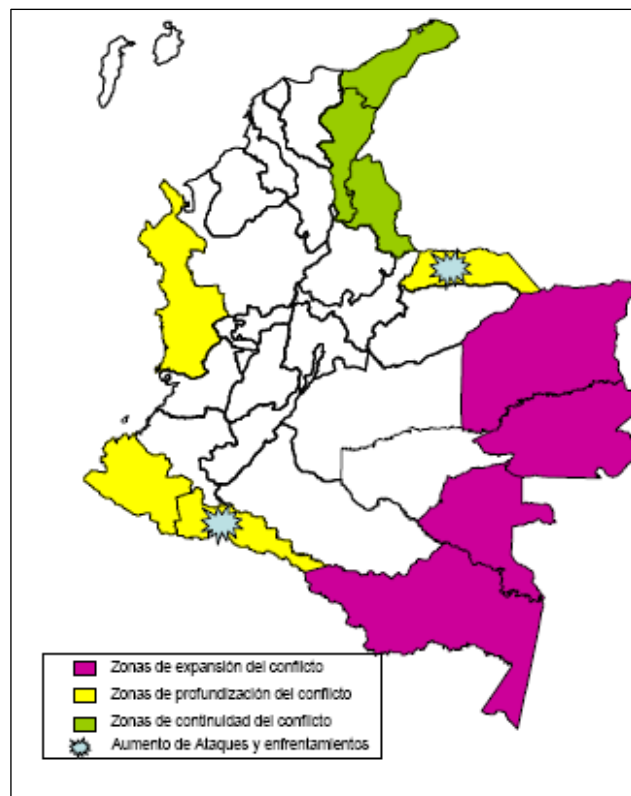 Zonas de expansión del conflicto
Zonas de profundización del conflicto
Zonas de continuidad del conflicto
Aumento de Ataques y enfrentamientos